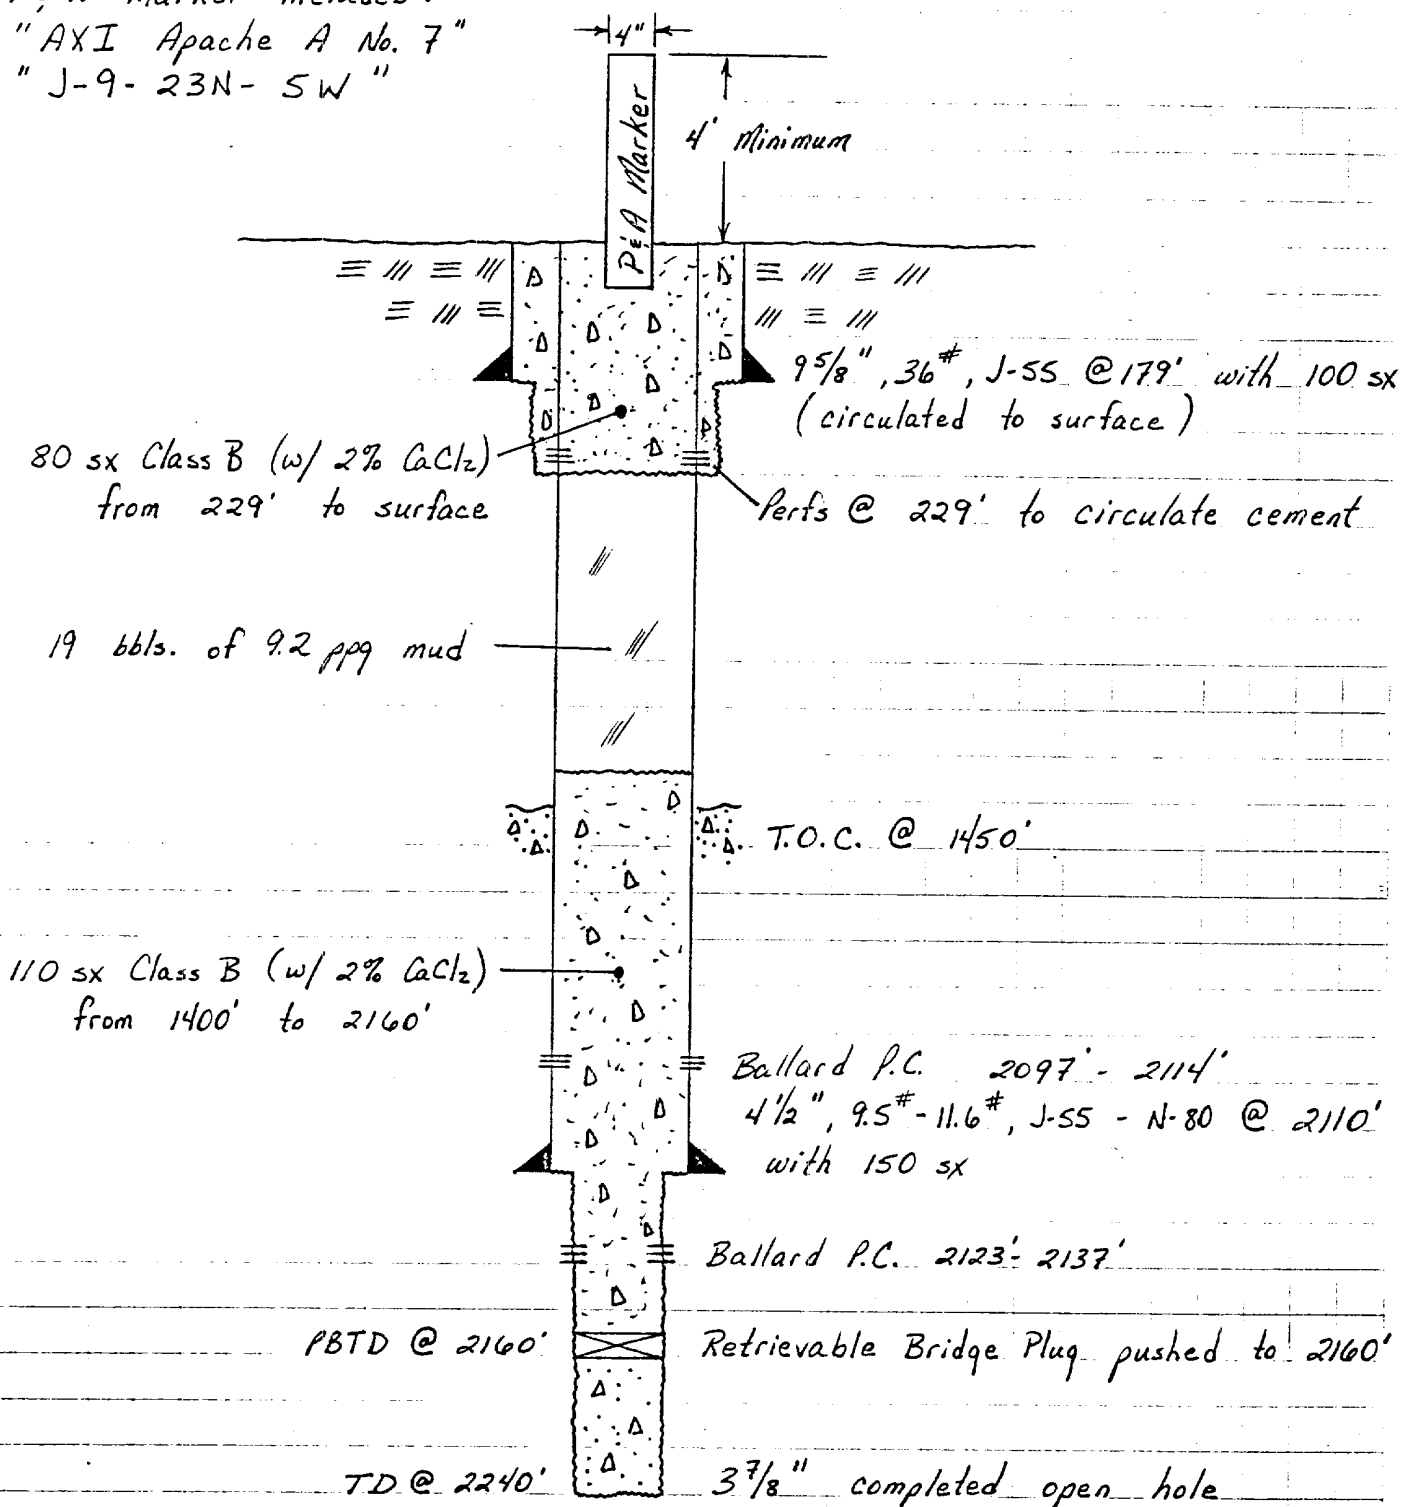 P&A Marker includes:
"AXI Apache A No. 7"
"J-9-23N-5W"
4"
4' Minimum
P&A Marker
9 5/8", 36#, J-55 @ 179' with 100 sx
(circulated to surface)
80 sx Class B (w/ 2% CaCl2)
from 229' to surface
Perfs @ 229' to circulate cement
19 bbls. of 9.2 ppg mud
T.O.C. @ 1450'
110 sx Class B (w/ 2% CaCl2)
from 1400' to 2160'
Ballard P.C. 2097' - 2114'
4 1/2", 9.5# - 11.6#, J-55 - N-80 @ 2110'
with 150 sx
Ballard P.C. 2123' - 2137'
PBTD @ 2160'
Retrievable Bridge Plug pushed to 2160'
TD @ 2240'
3 7/8" completed open hole